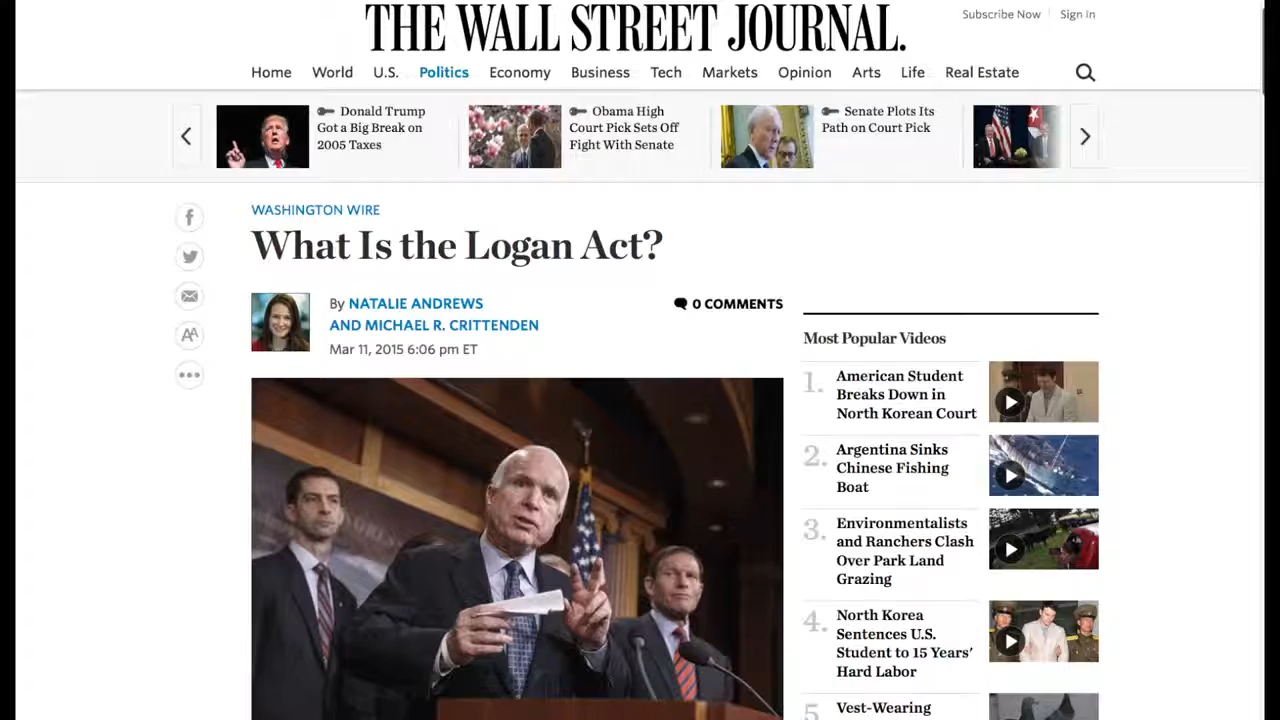 THE WALL STREET JOURNAL.
Subscribe Now
Sign In
Home World U.S. Politics Economy Business Tech Markets Opinion Arts Life Real Estate
Donald Trump
Got a Big Break on
2005 Taxes
Obama High
Court Pick Sets Off
Fight With Senate
Senate Plots Its
Path on Court Pick
WASHINGTON WIRE
What Is the Logan Act?
By NATALIE ANDREWS
AND MICHAEL R. CRITTENDEN
Mar 11, 2015 6:06 pm ET
0 COMMENTS
AA
Most Popular Videos
1. American Student
Breaks Down in
North Korean Court
2. Argentina Sinks
Chinese Fishing
Boat
3. Environmentalists
and Ranchers Clash
Over Park Land
Grazing
4. North Korea
Sentences U.S.
Student to 15 Years'
Hard Labor
5 Vest-Wearing